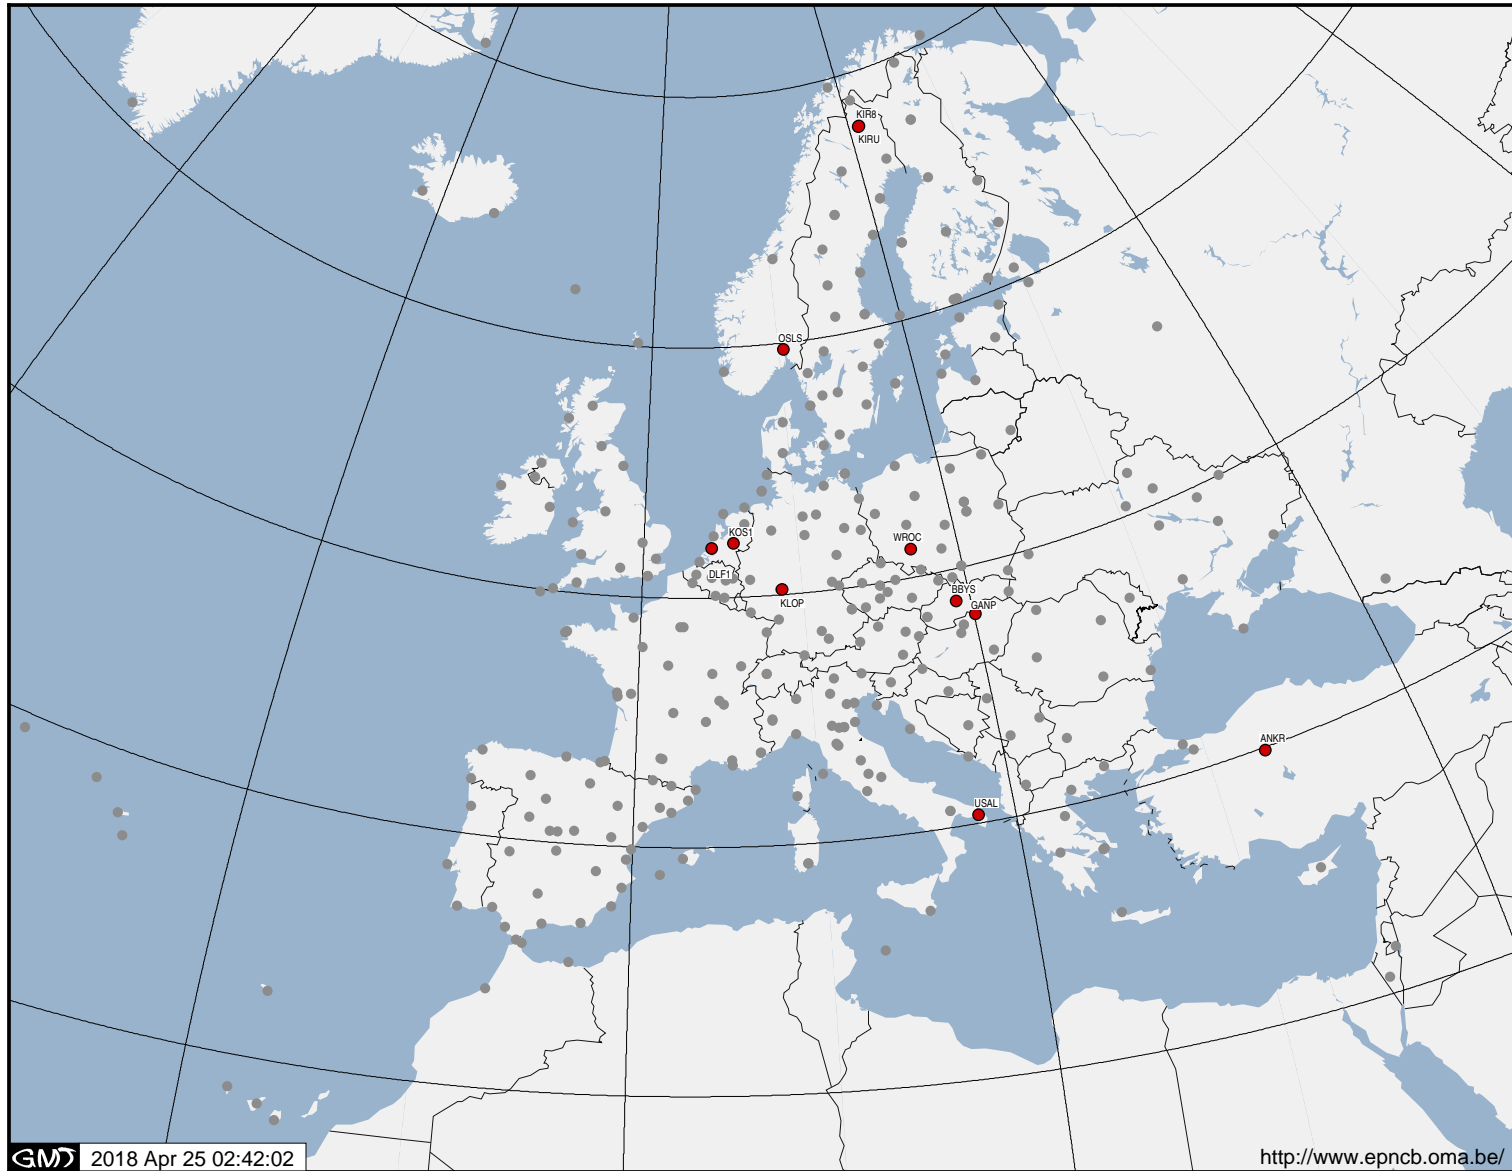 KIR8
KIRU
OSLS
KOS1
WROC
DLF1
KLOP
BBYS
GANP
ANKR
USAL
GMT 2018 Apr 25 02:42:02
http://www.epncb.oma.be/